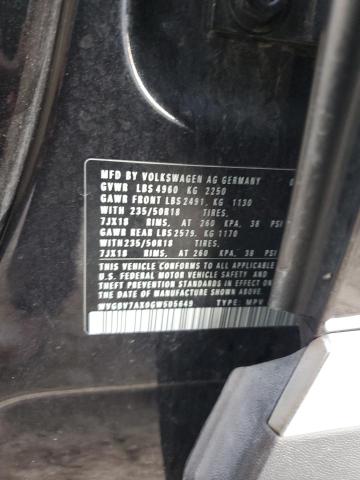 MFD BY VOLKSWAGEN AG GERMANY 0
GVWR LBS 4960 KG 2250
GAWR FRONT LBS 2491, KG 1130
WITH 235/50R18 TIRES,
7JX18 RIMS, AT 260 KPA, 38 PSI
GAWR REAR LBS 2579, KG 1170
WITH235/50R18 TIRES,
7JX18 RIMS, AT 260 KPA, 38 PSI
THIS VEHICLE CONFORMS TO ALL APPLICABLE
U.S. FEDERAL MOTOR VEHICLE SAFETY, AND
THEFT PREVENTION STANDARDS IN EFFECT
ON THE DATE OF MANUFACTURE SHOWN ABOVE
TYPE: MPV